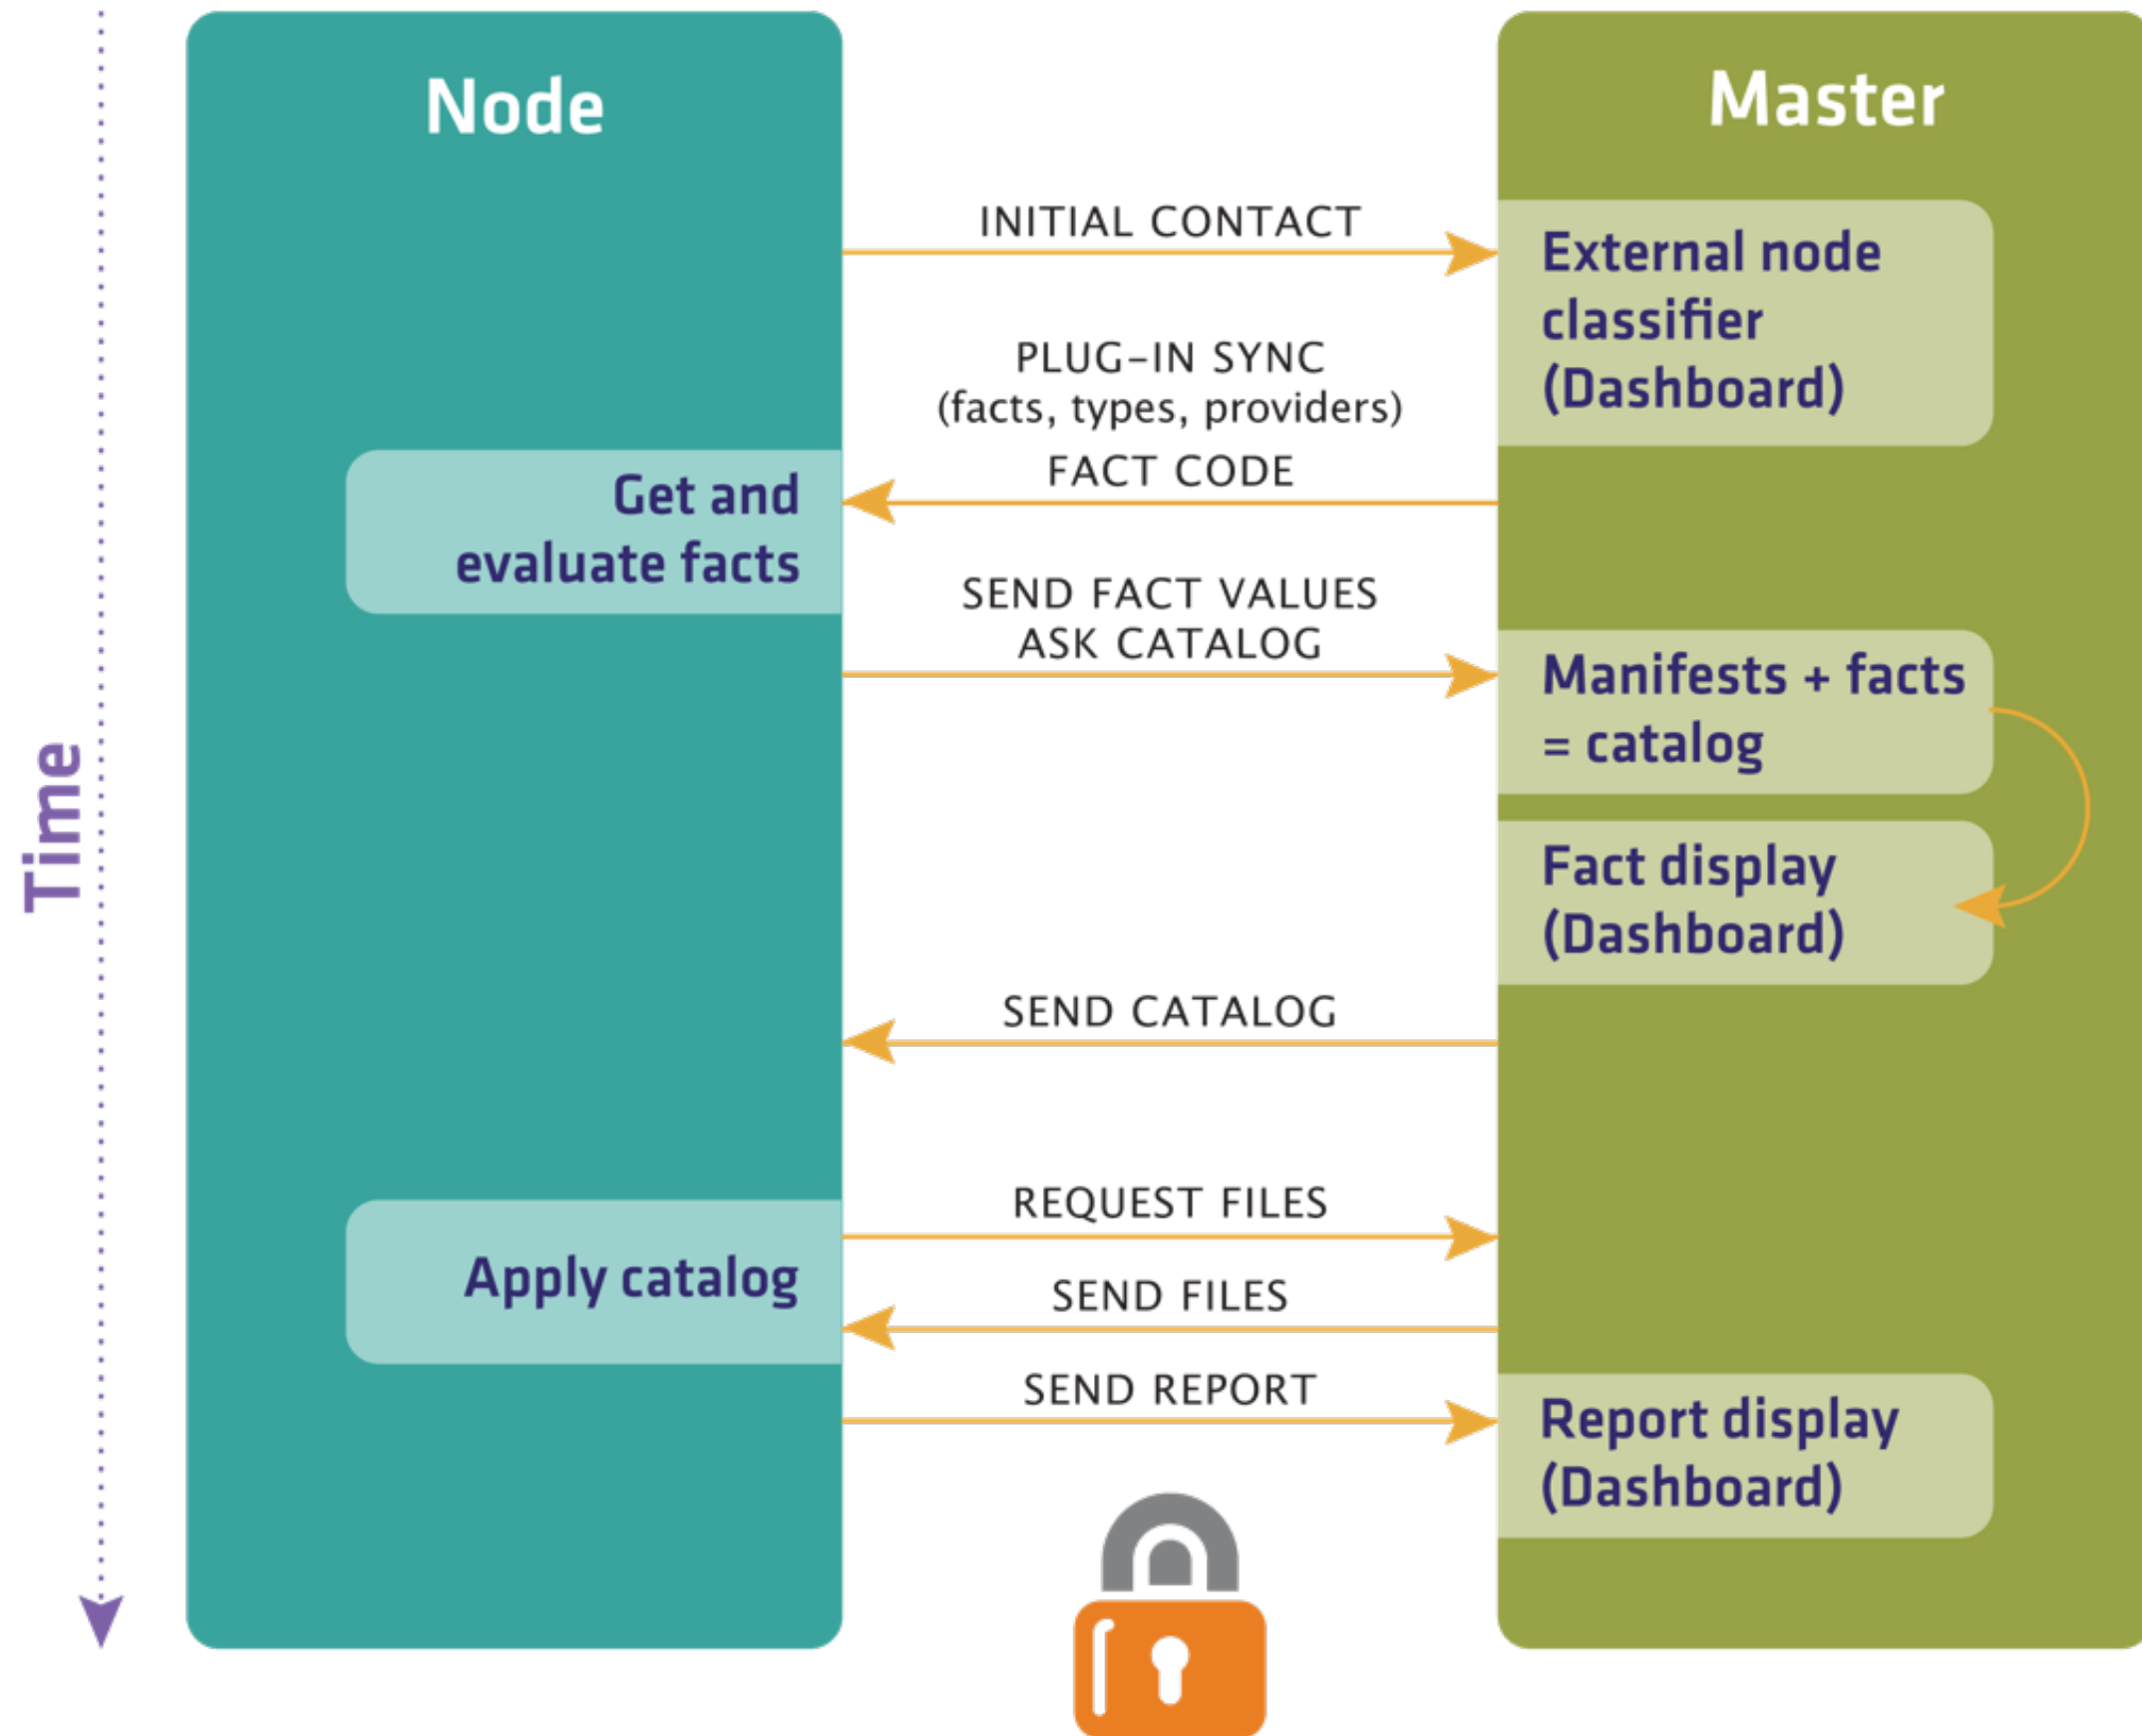 Node
Master
INITIAL CONTACT
External node
classifier
(Dashboard)
PLUG-IN SYNC
(facts, types, providers)
FACT CODE
Get and
evaluate facts
SEND FACT VALUES
ASK CATALOG
Manifests + facts
= catalog
Time
Fact display
(Dashboard)
SEND CATALOG
REQUEST FILES
Apply catalog
SEND FILES
SEND REPORT
Report display
(Dashboard)